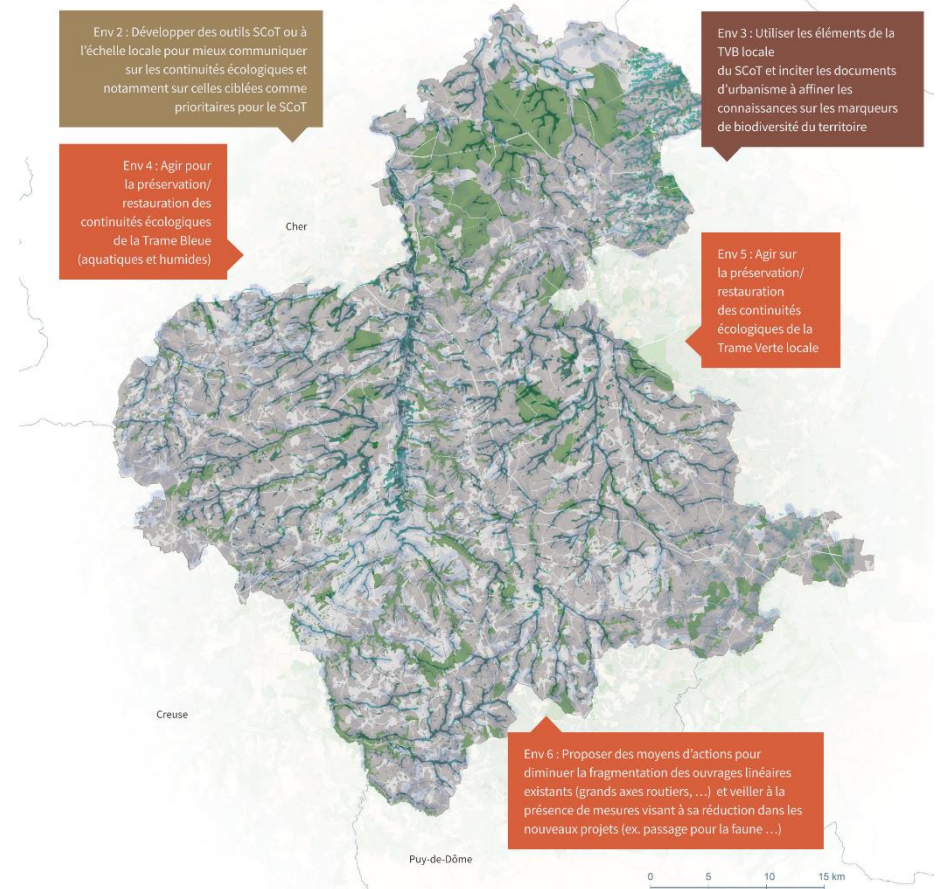 Env 2 : Développer des outils SCoT ou à
l'échelle locale pour mieux communiquer
sur les continuités écologiques et
notamment sur celles ciblées comme
prioritaires pour le SCoT
Env 3 : Utiliser les éléments de la
TVB locale
du SCoT et inciter les documents
d'urbanisme à affiner les
connaissances sur les marqueurs
de biodiversité du territoire
Env 4 : Agir pour
la préservation/
restauration des
continuités écologiques
de la Trame Bleue
(aquatiques et humides)
Cher
Env 5 : Agir sur
la préservation/
restauration
des continuités
écologiques de la
Trame Verte locale
Creuse
Env 6 : Proposer des moyens d'actions pour
diminuer la fragmentation des ouvrages linéaires
existants (grands axes routiers, ...) et veiller à la
présence de mesures visant à sa réduction dans les
nouveaux projets (ex. passage pour la faune ...)
Puy-de-Dôme
0 5 10 15 km